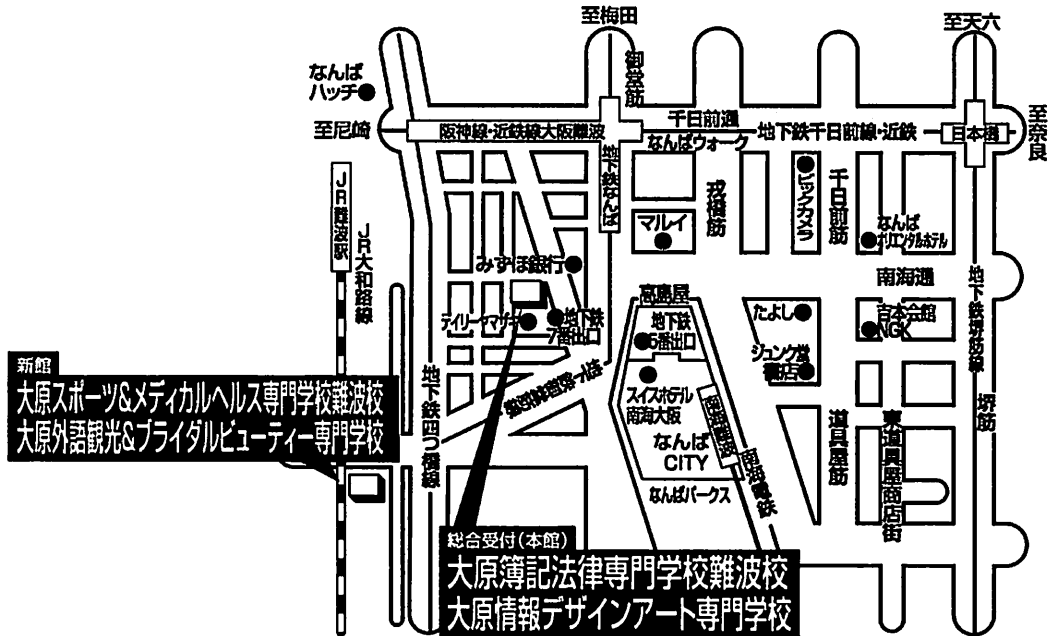 至梅田
至天六
御堂筋
なんば
ハッチ
至尼崎
阪神線・近鉄線大阪難波
千日前通
なんばウォーク
地下鉄千日前線・近鉄
日本橋
至奈良
JR難波駅
JR大和路線
地下鉄なんば
戎橋筋
ビックカメラ
千日前筋
マルイ
なんば
オリエンタルホテル
みずほ銀行
南海通
地下鉄堺筋線
デイリーヤマザキ
地下鉄
7番出口
高島屋
地下鉄
5番出口
たよし
吉本会館
NGK
ジュンク堂
スイスホテル
南海大阪
南海難波
なんば
CITY
なんばパークス
南海電鉄
道具屋筋
東道具屋商店街
堺筋
地下鉄四つ橋線
新館
大原スポーツ&メディカルヘルス専門学校難波校
大原外語観光&ブライダルビューティー専門学校
総合受付(本館)
大原簿記法律専門学校難波校
大原情報デザインアート専門学校